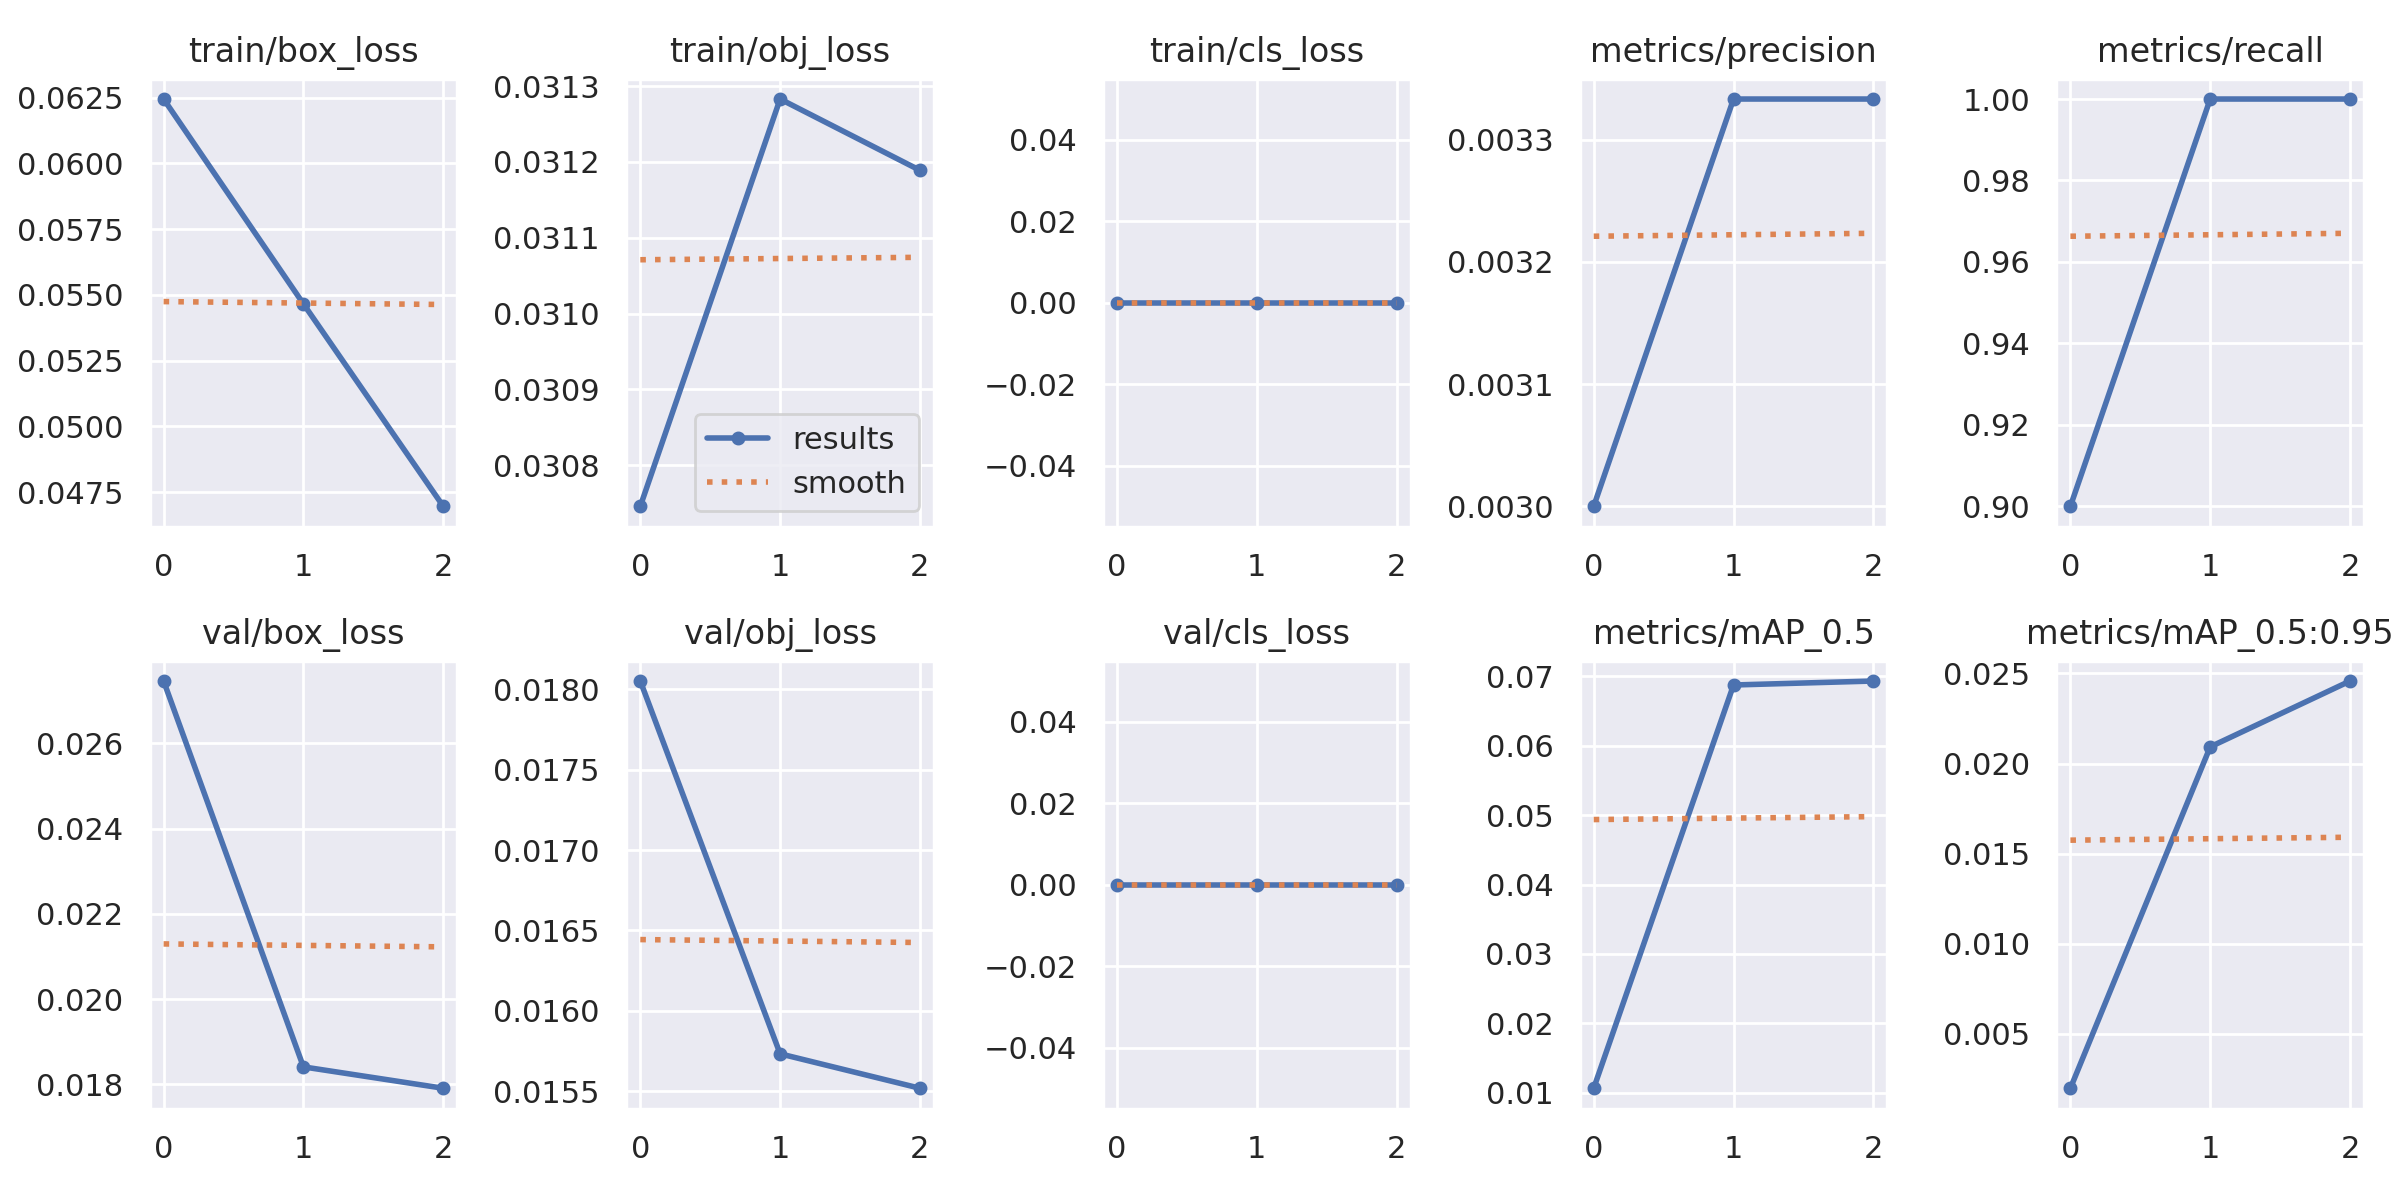 train/box_loss
0.0625
0.0600
0.0575
0.0550
0.0525
0.0500
0.0475
0 1 2
train/obj_loss
0.0313
0.0312
0.0311
0.0310
0.0309
0.0308
results
smooth
0 1 2
train/cls_loss
0.04
0.02
0.00
−0.02
−0.04
0 1 2
metrics/precision
0.0033
0.0032
0.0031
0.0030
0 1 2
metrics/recall
1.00
0.98
0.96
0.94
0.92
0.90
0 1 2
val/box_loss
0.026
0.024
0.022
0.020
0.018
0 1 2
val/obj_loss
0.0180
0.0175
0.0170
0.0165
0.0160
0.0155
0 1 2
val/cls_loss
0.04
0.02
0.00
−0.02
−0.04
0 1 2
metrics/mAP_0.5
0.07
0.06
0.05
0.04
0.03
0.02
0.01
0 1 2
metrics/mAP_0.5:0.95
0.025
0.020
0.015
0.010
0.005
0 1 2